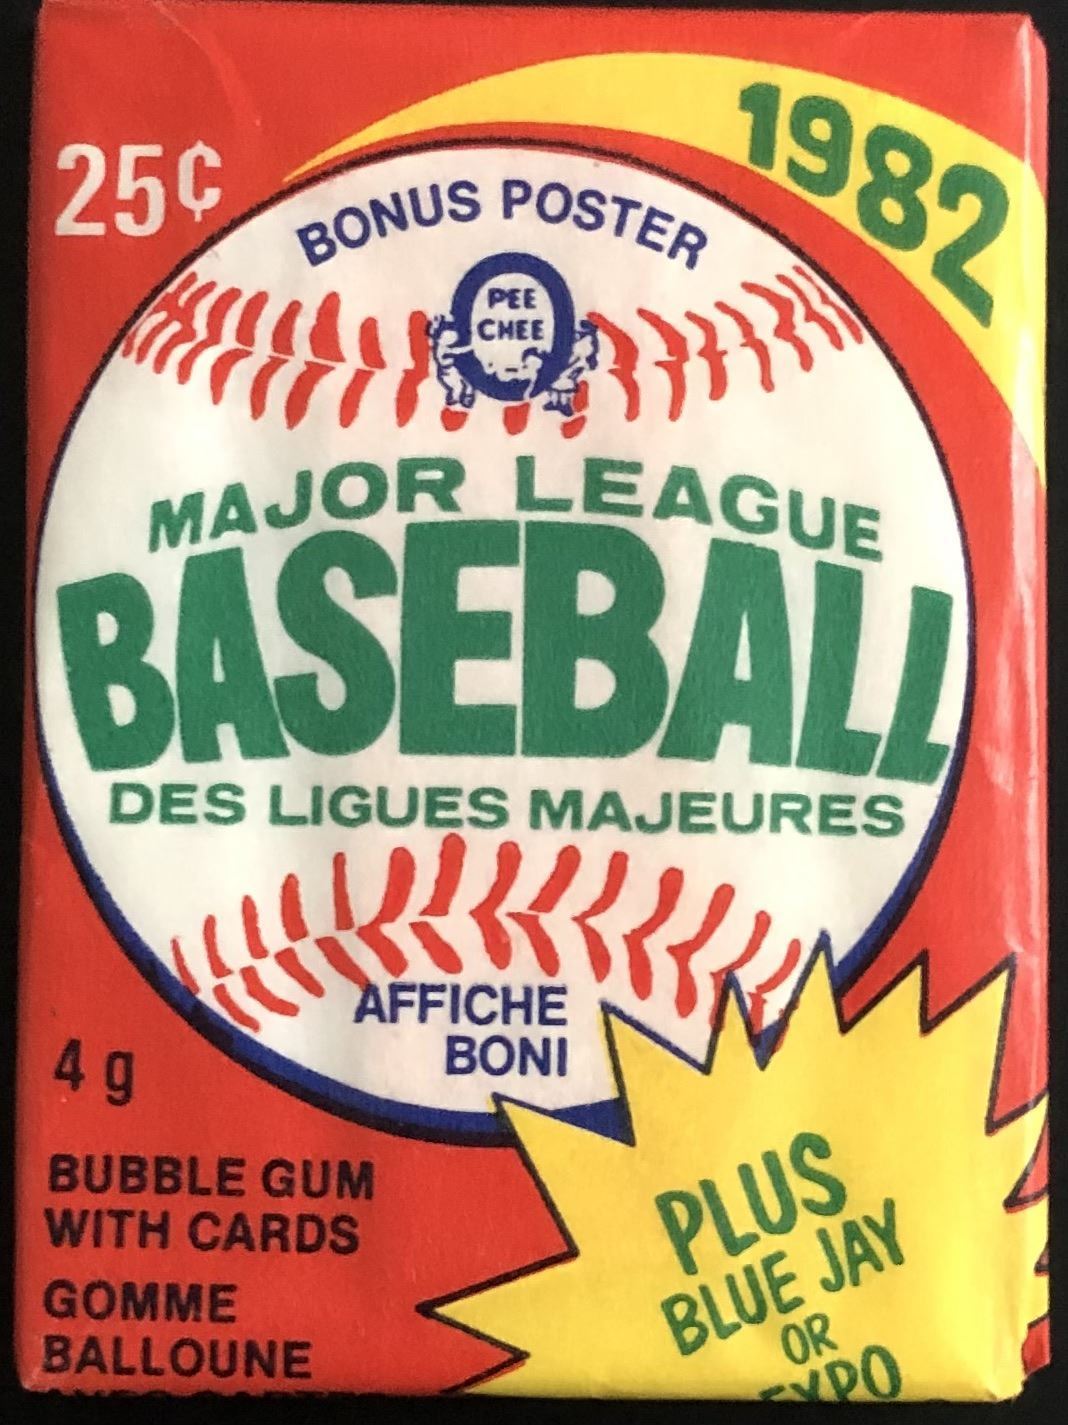 1982
25¢
BONUS POSTER
PEE
CHEE
MAJOR LEAGUE
BASEBALL
DES LIGUES MAJEURES
AFFICHE
BONI
4 g
BUBBLE GUM
WITH CARDS
GOMME
BALLOUNE
PLUS
BLUE JAY
OR
EXPO